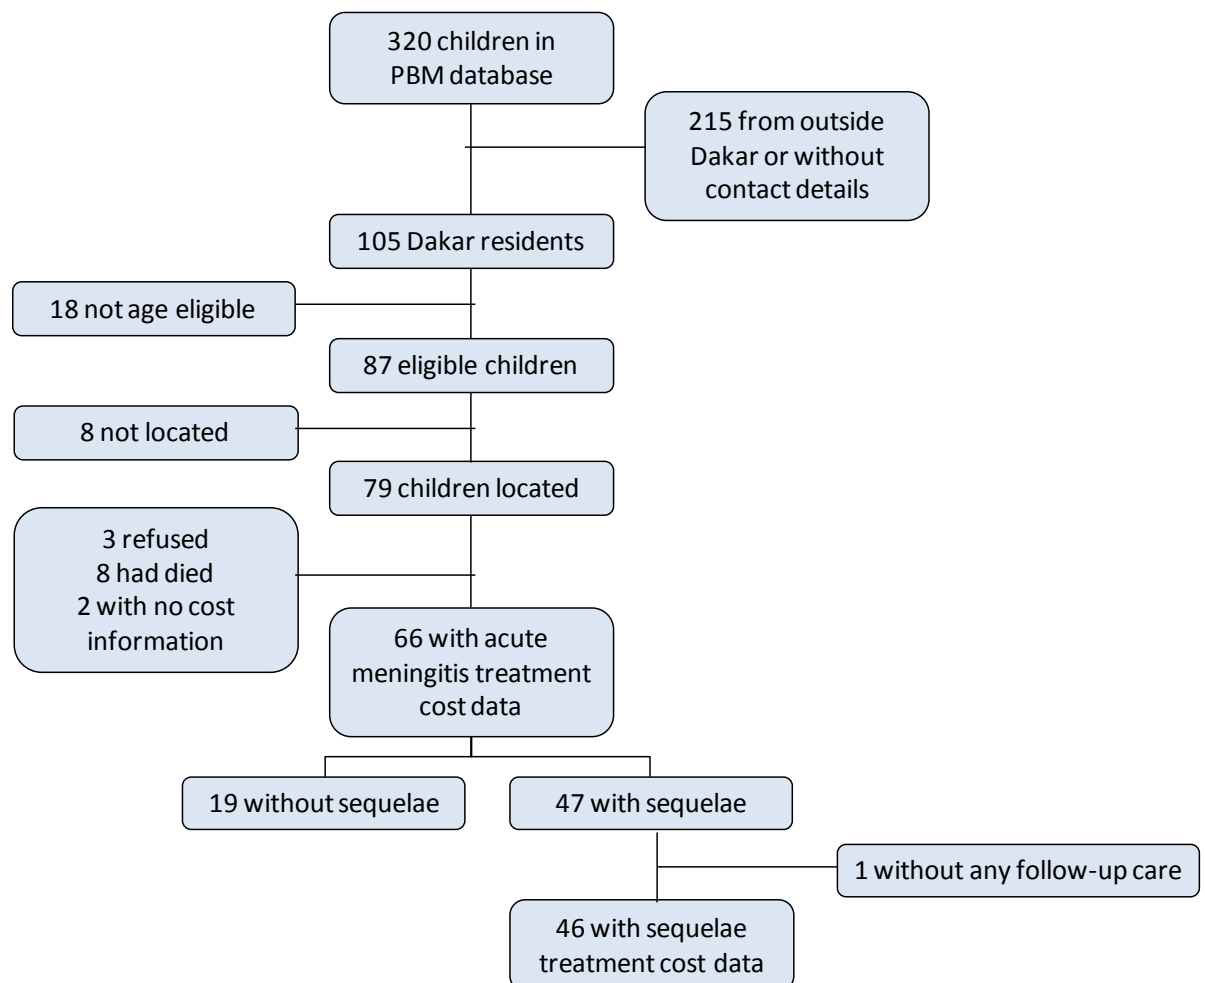 320 children in
PBM database
215 from outside
Dakar or without
contact details
105 Dakar residents
18 not age eligible
87 eligible children
8 not located
79 children located
3 refused
8 had died
2 with no cost
information
66 with acute
meningitis treatment
cost data
19 without sequelae
47 with sequelae
1 without any follow-up care
46 with sequelae
treatment cost data